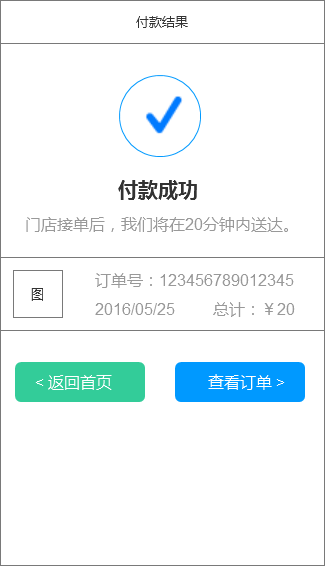 付款结果
付款成功
门店接单后，我们将在20分钟内送达。
图
订单号：123456789012345
2016/05/25 总计：￥20
< 返回首页 查看订单 >